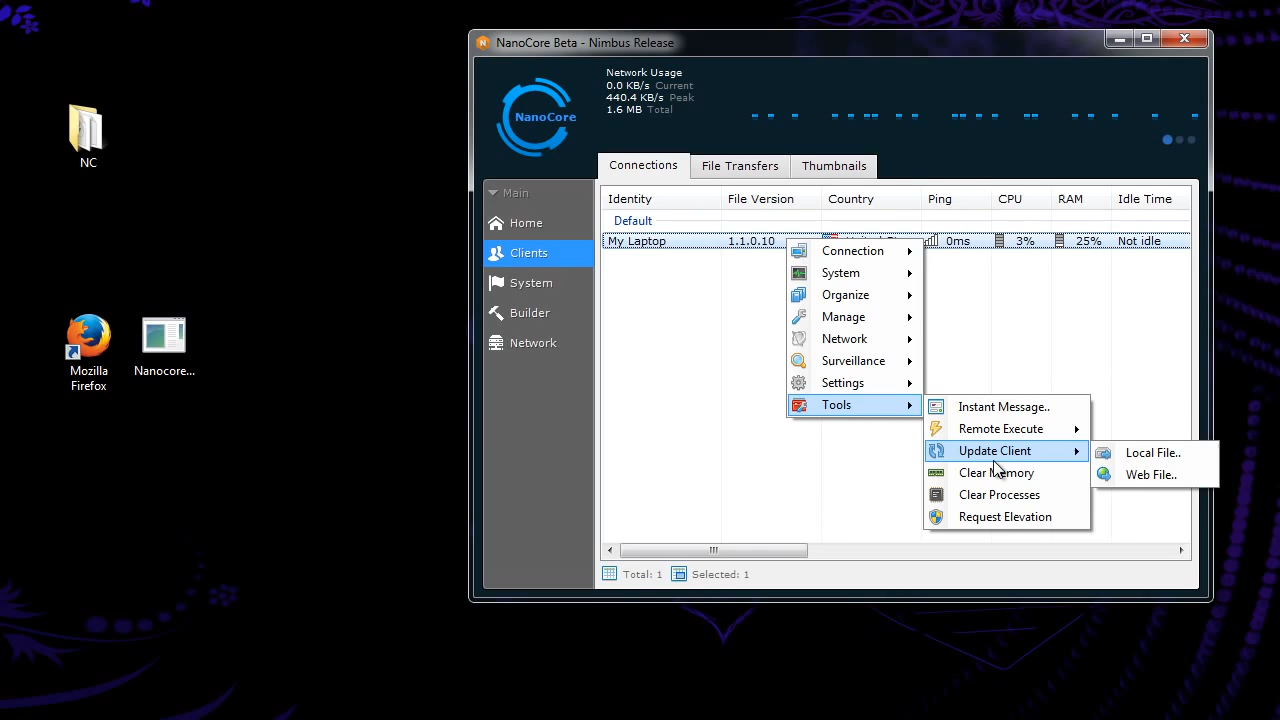 NC
Mozilla
Firefox
Nanocore...
NanoCore Beta - Nimbus Release
NanoCore
Network Usage
0.0 KB/s Current
440.4 KB/s Peak
1.6 MB Total
Connections File Transfers Thumbnails
Main
Home
Clients
System
Builder
Network
Identity File Version Country Ping CPU RAM Idle Time
Default
My Laptop 1.1.0.10 0ms 3% 25% Not idle
Connection
System
Organize
Manage
Network
Surveillance
Settings
Tools
Instant Message..
Remote Execute
Update Client
Clear Memory
Clear Processes
Request Elevation
Local File..
Web File..
Total: 1 Selected: 1